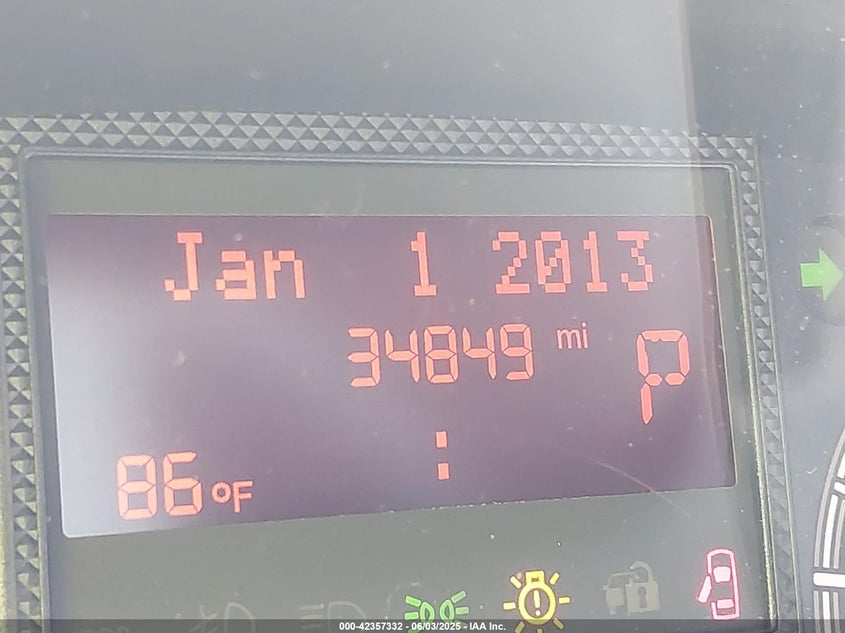 Jan 1 2013
34849 mi P
:
86°F
000-42357332 - 06/03/2025 - IAA Inc.